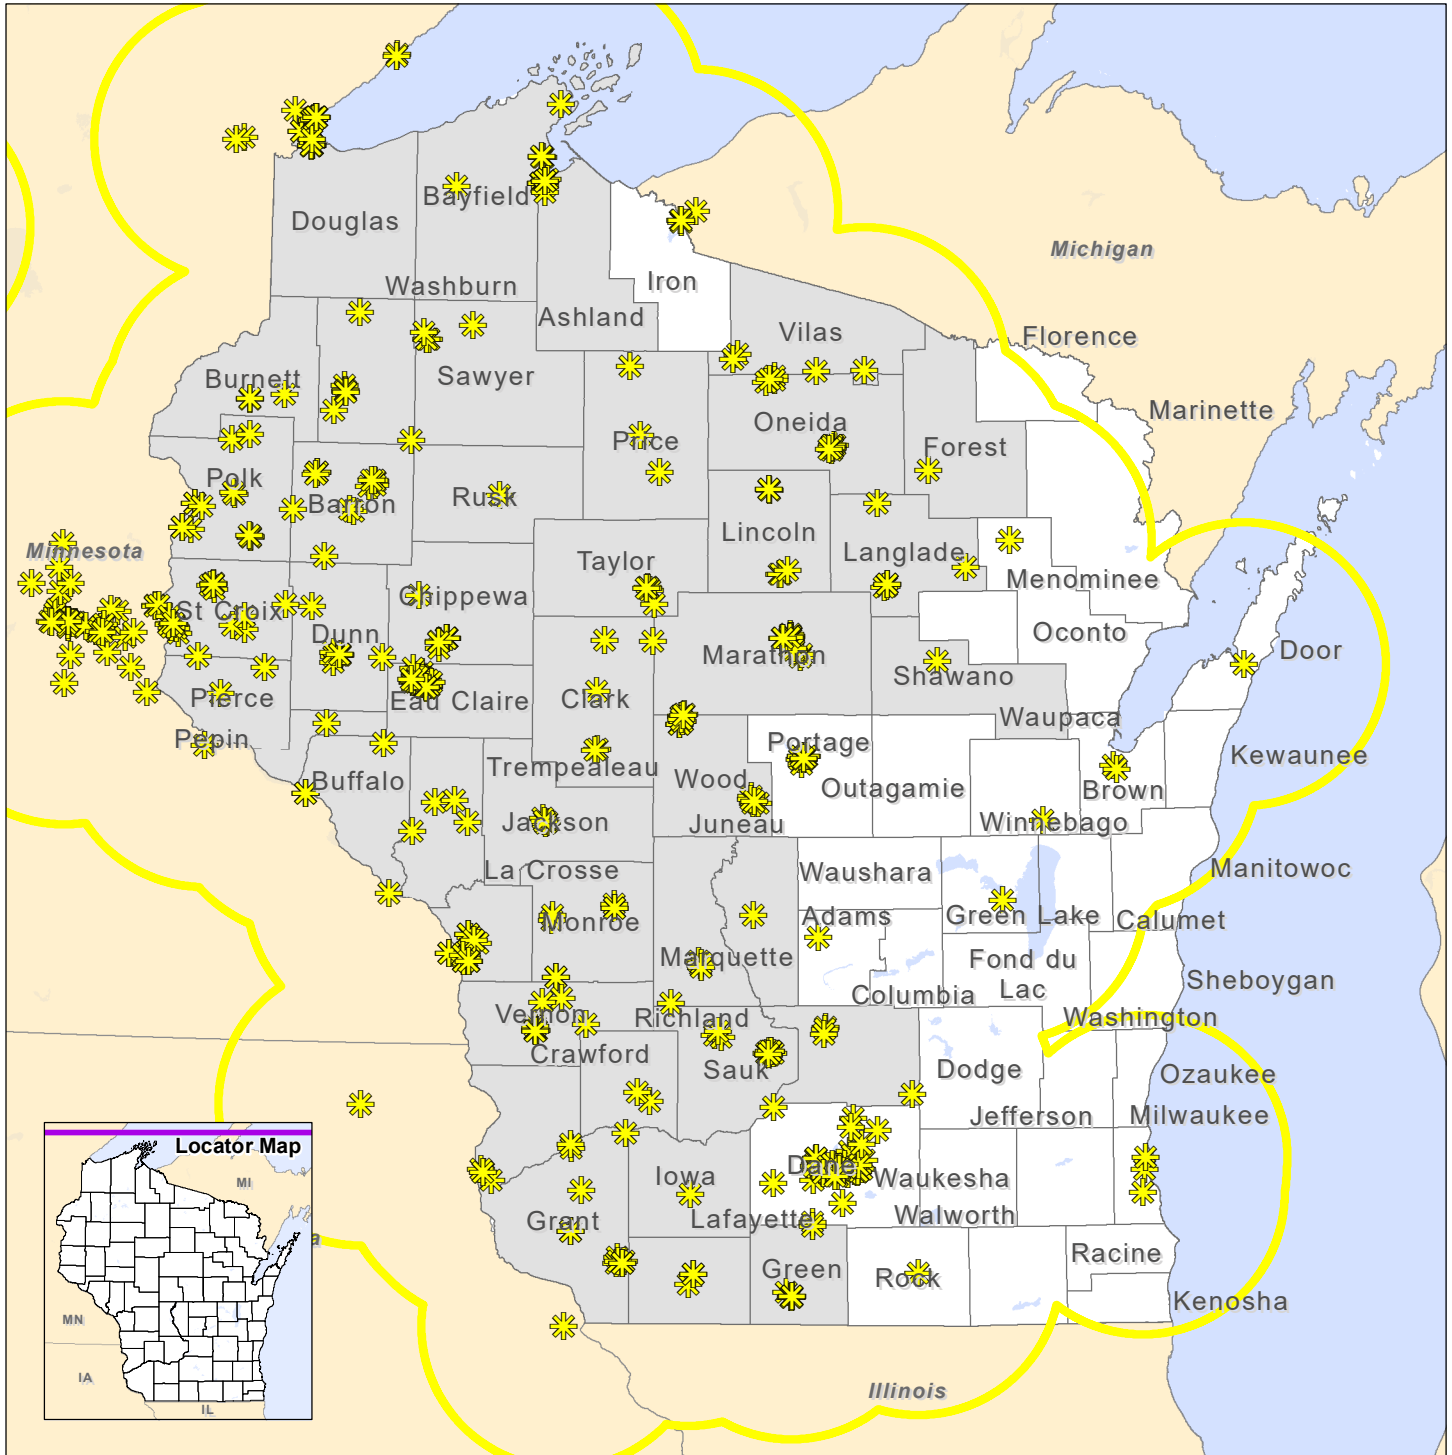 Bayfield
Douglas
Michigan
Iron
Washburn
Ashland
Vilas
Florence
Burnett
Sawyer
Marinette
Oneida
Price
Forest
Polk
Rusk
Barron
Lincoln
Minnesota
Taylor
Langlade
Menominee
Chippewa
St Croix
Dunn
Oconto
Door
Marathon
Shawano
Pierce
Eau Claire
Clark
Waupaca
Pepin
Portage
Kewaunee
Trempealeau
Buffalo
Wood
Outagamie
Brown
Jackson
Juneau
Winnebago
La Crosse
Waushara
Manitowoc
Monroe
Adams
Green Lake
Calumet
Marquette
Fond du
Lac
Sheboygan
Columbia
Vernon
Richland
Washington
Crawford
Sauk
Dodge
Ozaukee
Jefferson
Milwaukee
Locator Map
MI
Iowa
Dane
Waukesha
Grant
Lafayette
Walworth
a
Green
Rock
Racine
Kenosha
MN
IA
IL
Illinois